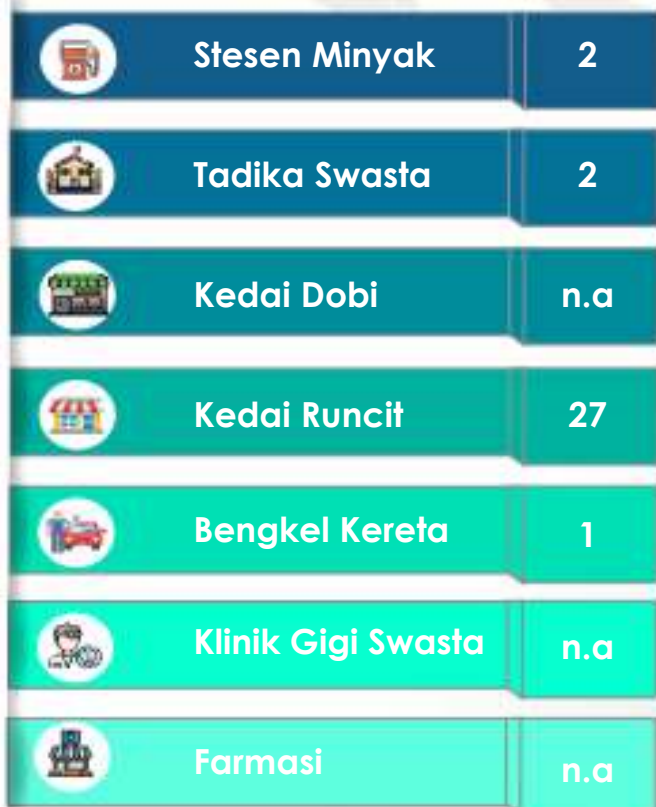 Stesen Minyak 2
Tadika Swasta 2
Kedai Dobi n.a
Kedai Runcit 27
Bengkel Kereta 1
Klinik Gigi Swasta n.a
Farmasi n.a